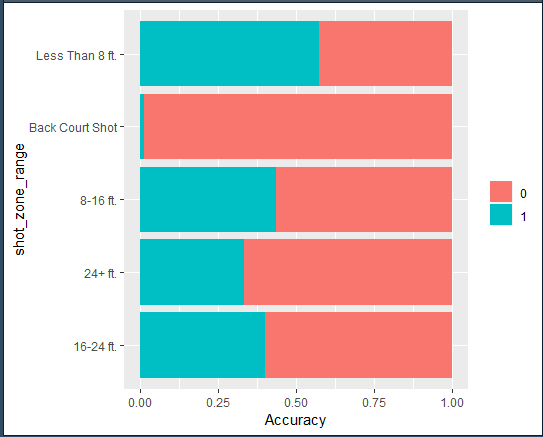 Less Than 8 ft.
Back Court Shot
8-16 ft.
24+ ft.
16-24 ft.
shot_zone_range
0.00 0.25 0.50 0.75 1.00
Accuracy
0
1